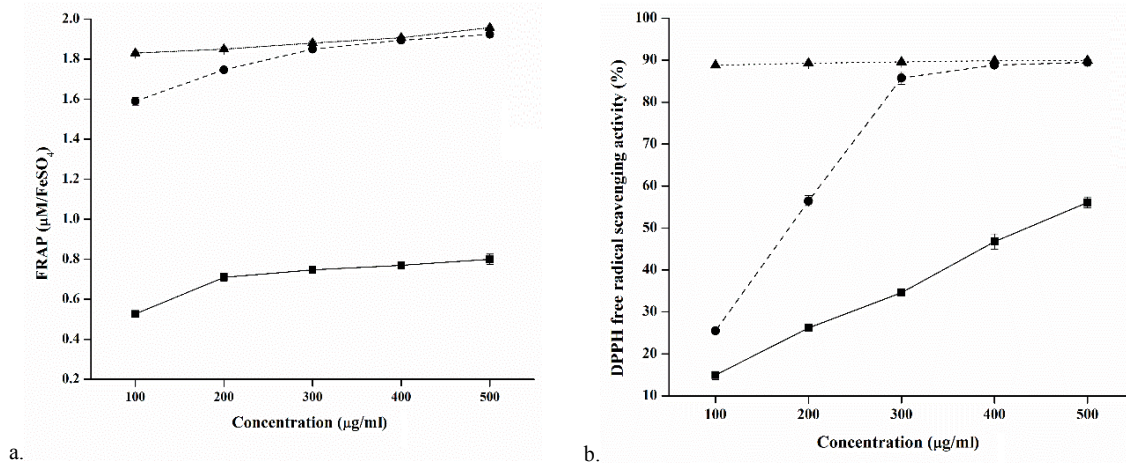 2.0
1.8
1.6
1.4
1.2
1.0
0.8
0.6
0.4
0.2
FRAP (μM/FeSO₄)
100 200 300 400 500
Concentration (μg/ml)
a.
100
90
80
70
60
50
40
30
20
10
DPPH free radical scavenging activity (%)
100 200 300 400 500
Concentration (μg/ml)
b.